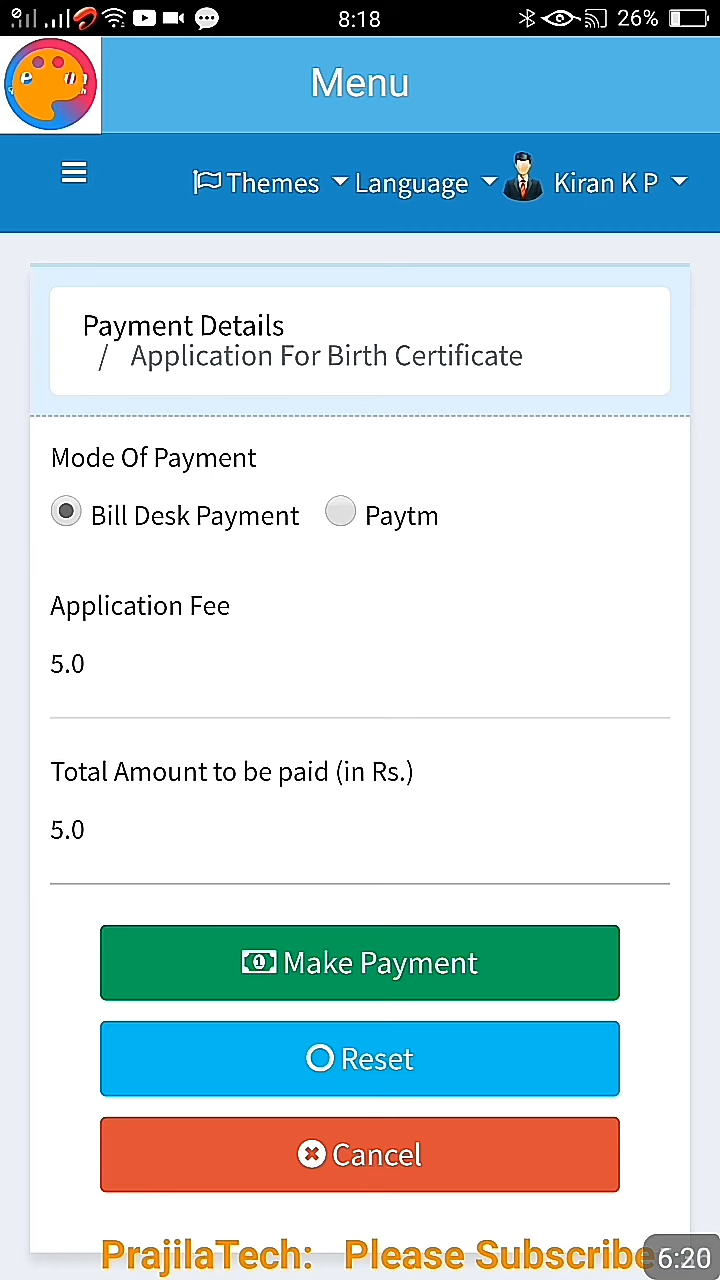 8:18
26%
Menu
Themes Language Kiran K P
Payment Details
/ Application For Birth Certificate
Mode Of Payment
Bill Desk Payment Paytm
Application Fee
5.0
Total Amount to be paid (in Rs.)
5.0
Make Payment
Reset
Cancel
PrajilaTech: Please Subscribe
6:20